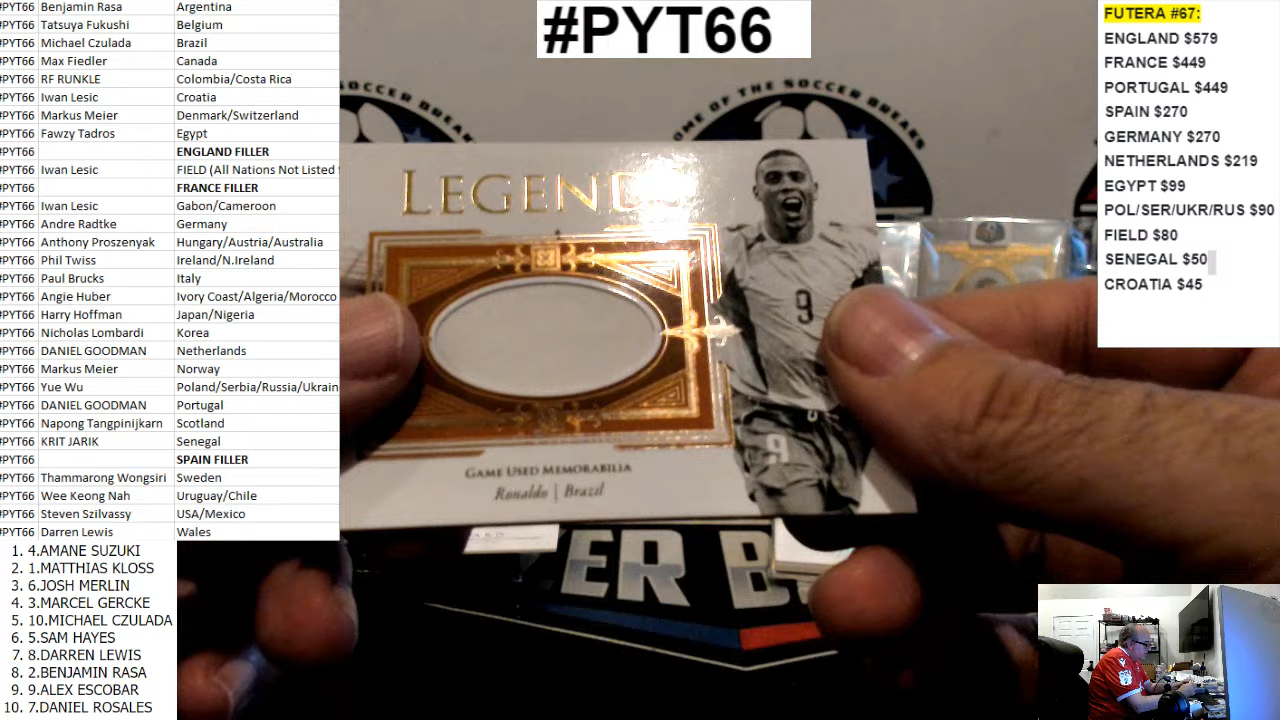 #PYT66 Benjamin Rasa Argentina
#PYT66 Tatsuya Fukushi Belgium
#PYT66 Michael Czulada Brazil
#PYT66 Max Fiedler Canada
#PYT66 RF RUNKLE Colombia/Costa Rica
#PYT66 Iwan Lesic Croatia
#PYT66 Markus Meier Denmark/Switzerland
#PYT66 Fawzy Tadros Egypt
#PYT66 ENGLAND FILLER
#PYT66 Iwan Lesic FIELD (All Nations Not Listed
#PYT66 FRANCE FILLER
#PYT66 Iwan Lesic Gabon/Cameroon
#PYT66 Andre Radtke Germany
#PYT66 Anthony Proszenyak Hungary/Austria/Australia
#PYT66 Phil Twiss Ireland/N.Ireland
#PYT66 Paul Brucks Italy
#PYT66 Angie Huber Ivory Coast/Algeria/Morocco
#PYT66 Harry Hoffman Japan/Nigeria
#PYT66 Nicholas Lombardi Korea
#PYT66 DANIEL GOODMAN Netherlands
#PYT66 Markus Meier Norway
#PYT66 Yue Wu Poland/Serbia/Russia/Ukrain
#PYT66 DANIEL GOODMAN Portugal
#PYT66 Napong Tangpinijkarn Scotland
#PYT66 KRIT JARIK Senegal
#PYT66 SPAIN FILLER
#PYT66 Thammarong Wongsiri Sweden
#PYT66 Wee Keong Nah Uruguay/Chile
#PYT66 Steven Szilvassy USA/Mexico
#PYT66 Darren Lewis Wales
1. 4.AMANE SUZUKI
2. 1.MATTHIAS KLOSS
3. 6.JOSH MERLIN
4. 3.MARCEL GERCKE
5. 10.MICHAEL CZULADA
6. 5.SAM HAYES
7. 8.DARREN LEWIS
8. 2.BENJAMIN RASA
9. 9.ALEX ESCOBAR
10. 7.DANIEL ROSALES
#PYT66
OF THE SOCCER BREAKS
LEGENDS
9
9
GAME USED MEMORABILIA
Ronaldo | Brazil
ER B
FUTERA #67:
ENGLAND $579
FRANCE $449
PORTUGAL $449
SPAIN $270
GERMANY $270
NETHERLANDS $219
EGYPT $99
POL/SER/UKR/RUS $90
FIELD $80
SENEGAL $50
CROATIA $45